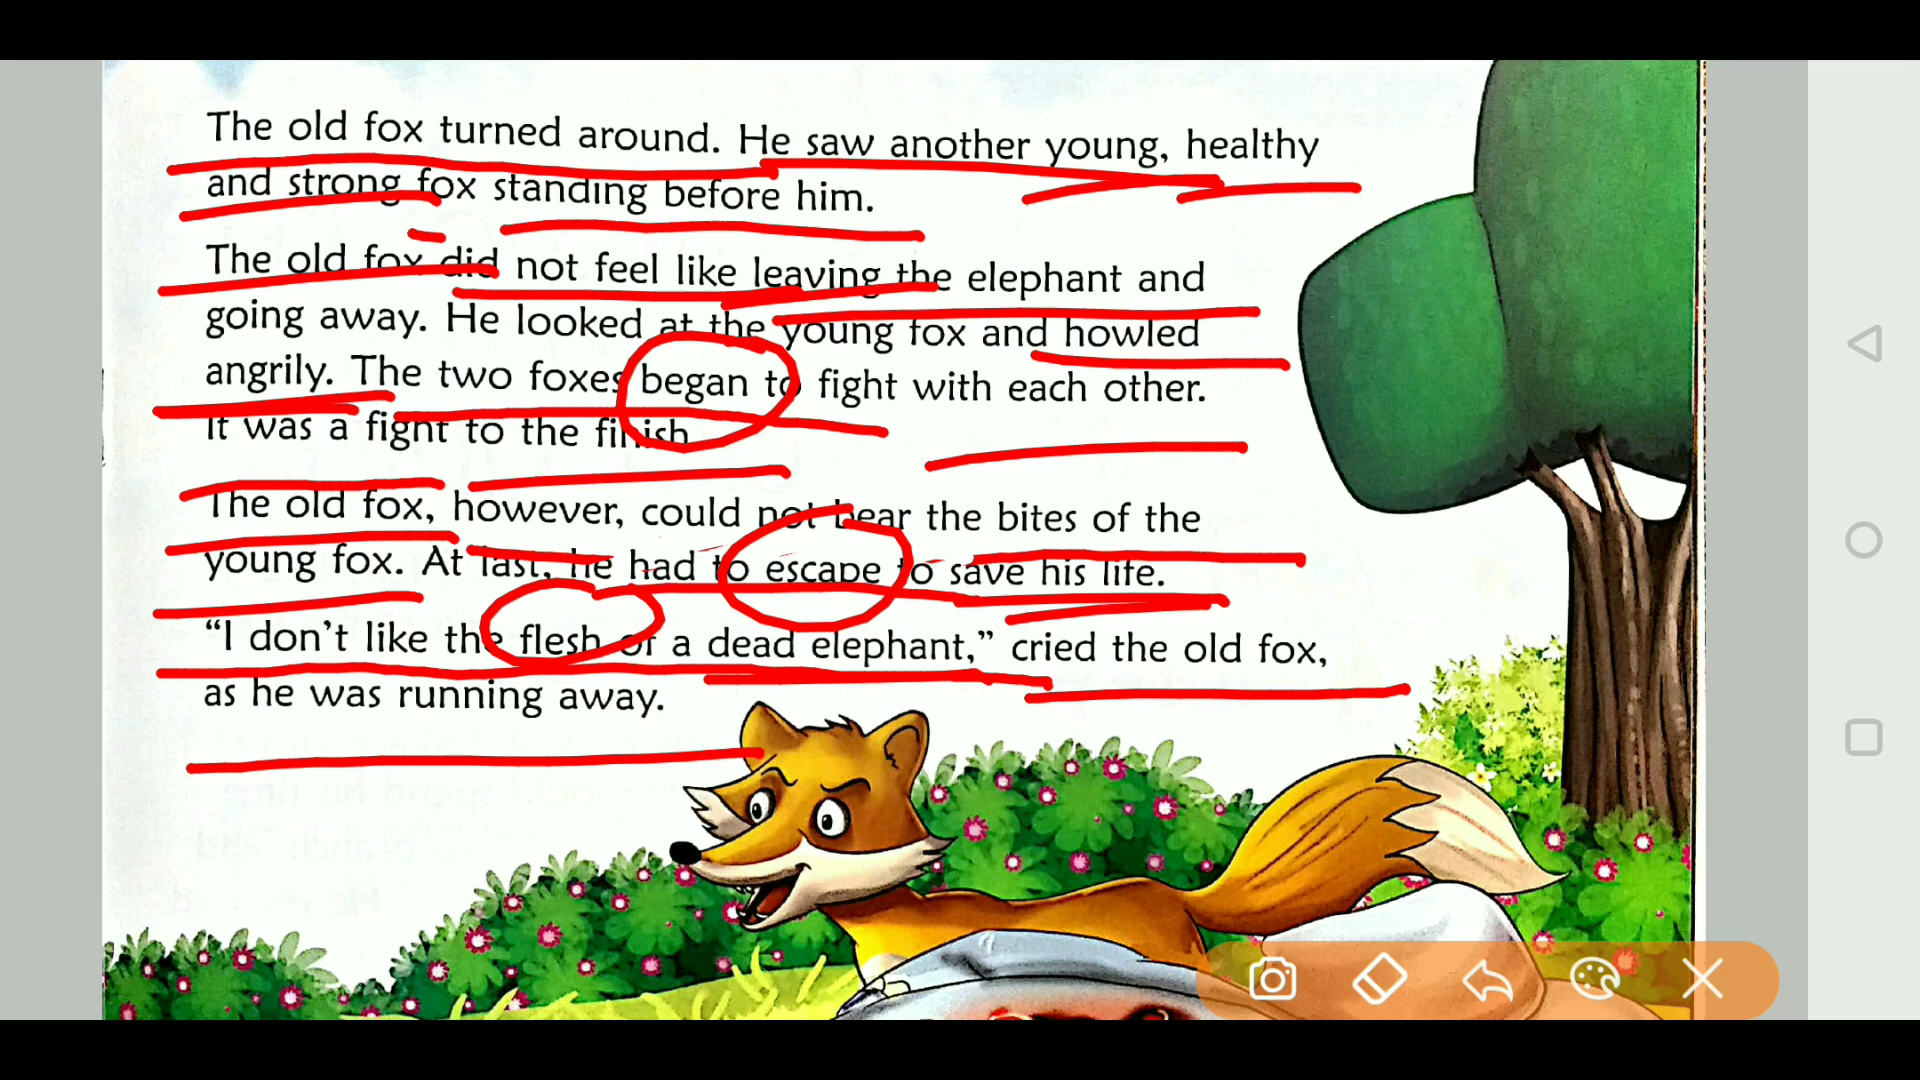 The old fox turned around. He saw another young, healthy
and strong fox standing before him.
The old fox did not feel like leaving the elephant and
going away. He looked at the young fox and howled
angrily. The two foxes began to fight with each other.
It was a fight to the finish
The old fox, however, could not bear the bites of the
young fox. At last, he had to escape to save his life.
“I don’t like the flesh of a dead elephant,” cried the old fox,
as he was running away.